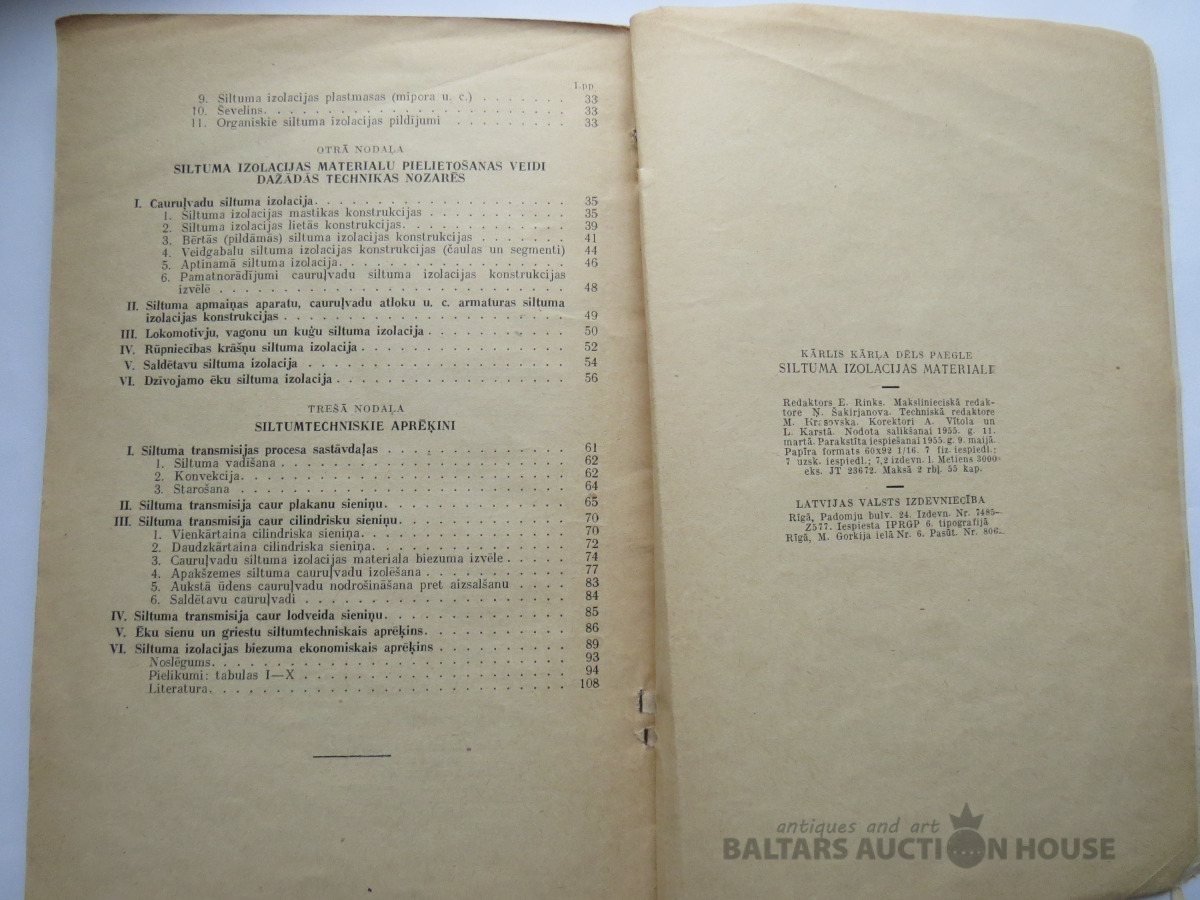 Lpp
9. Siltuma izolacijas plastmasas (mipora u. c.) . . . . . . . 33
10. Ševelins. . . . . . . . . . . . . . . . . . 33
11. Organiskie siltuma izolacijas pildījumi . . . . . . . . . 33
OTRĀ NODAĻA
SILTUMA IZOLACIJAS MATERIALU PIELIETOŠANAS VEIDI
DAŽĀDĀS TECHNIKAS NOZARĒS
I. Cauruļvadu siltuma izolacija. . . . . . . . . . . . . . . 35
1. Siltuma izolacijas mastikas konstrukcijas . . . . . . . . . 35
2. Siltuma izolacijas lietās konstrukcijas. . . . . . . . . . . 39
3. Bērtās (pildāmās) siltuma izolacijas konstrukcijas . . . . . . . 41
4. Veidgabalu siltuma izolacijas konstrukcijas (čaulas un segmenti) 44
5. Aptinamā siltuma izolacija. . . . . . . . . . . . . . . 46
6. Pamatnorādījumi cauruļvadu siltuma izolacijas konstrukcijas
izvēlē . . . . . . . . . . . . . . . . . . . . . 48
II. Siltuma apmaiņas aparatu, cauruļvadu atloku u. c. armaturas siltuma
izolacijas konstrukcijas . . . . . . . . . . . . . . . . . 49
III. Lokomotivju, vagonu un kuģu siltuma izolacija . . . . . . . . 50
IV. Rūpniecības krāšņu siltuma izolacija . . . . . . . . . . . . 52
V. Saldētavu siltuma izolacija . . . . . . . . . . . . . . . . 54
VI. Dzīvojamo ēku siltuma izolacija . . . . . . . . . . . . . . 56
TREŠĀ NODAĻA
SILTUMTECHNISKIE APRĒĶINI
I. Siltuma transmisijas procesa sastāvdaļas . . . . . . . . . . . 61
1. Siltuma vadīšana . . . . . . . . . . . . . . . . . . 62
2. Konvekcija. . . . . . . . . . . . . . . . . . . . 62
3. Starošana . . . . . . . . . . . . . . . . . . . . 64
II. Siltuma transmisija caur plakanu sieniņu . . . . . . . . . . . 65
III. Siltuma transmisija caur cilindrisku sieniņu. . . . . . . . . . 70
1. Vienkārtaina cilindriska sieniņa. . . . . . . . . . . . . 70
2. Daudzkārtaina cilindriska sieniņa. . . . . . . . . . . . 72
3. Cauruļvadu siltuma izolacijas materiala biezuma izvēle . . . . . 74
4. Apakšzemes siltuma cauruļvadu izolēšana . . . . . . . . . 77
5. Aukstā ūdens cauruļvadu nodrošināšana pret aizsalšanu . . . . 83
6. Saldētavu cauruļvadi . . . . . . . . . . . . . . . . 84
IV. Siltuma transmisija caur lodveida sieniņu. . . . . . . . . . . 85
V. Ēku sienu un griestu siltumtechniskais aprēķins. . . . . . . . . 86
VI. Siltuma izolacijas biezuma ekonomiskais aprēķins . . . . . . . . 89
Noslēgums. . . . . . . . . . . . . . . . . . . . . 93
Pielikumi: tabulas I—X . . . . . . . . . . . . . . . . 94
Literatura. . . . . . . . . . . . . . . . . . . . . 108
KĀRLIS KĀRĻA DĒLS PAEGLE
SILTUMA IZOLACIJAS MATERIALI
Redaktors E. Rinks. Mākslinieciskā redak-
tore Ņ. Šakirjanova. Techniskā redaktore
M. Krasovska. Korektori A. Vītola un
L. Karstā. Nodota salikšanai 1955. g. 11.
martā. Parakstīta iespiešanai 1955. g. 9. maijā.
Papīra formats 60x92 1/16. 7 fiz. iespiedl.;
7 uzsk. iespiedl.; 7,2 izdevn. l. Metiens 3000
eks. JT 23672. Maksā 2 rbļ. 55 kap.
LATVIJAS VALSTS IZDEVNIECĪBA
Rīgā, Padomju bulv. 24. Izdevn. Nr. 7485-
Z577. Iespiesta IPRGP 6. tipografijā
Rīgā, M. Gorkija ielā Nr. 6. Pasūt. Nr. 806.
antiques and art
BALTARS AUCTION HOUSE